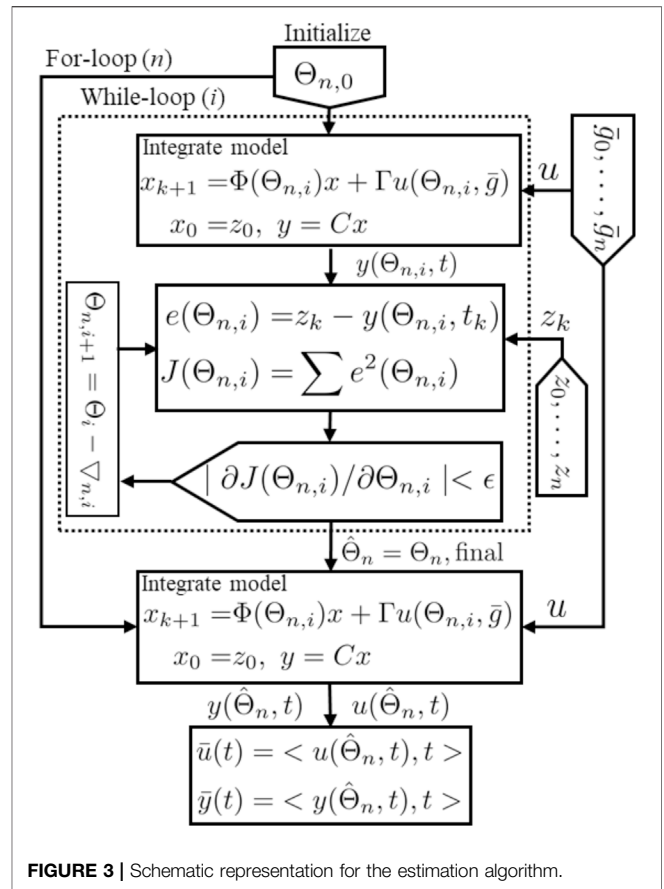 Initialize
For-loop (n)
Θ_{n,0}
While-loop (i)
Integrate model
x_{k+1} =Φ(Θ_{n,i})x + Γu(Θ_{n,i}, ḡ)
x_0 =z_0, y = Cx
u
ḡ_0, . . . , ḡ_n
y(Θ_{n,i}, t)
e(Θ_{n,i}) =z_k − y(Θ_{n,i}, t_k)
J(Θ_{n,i}) = ∑ e^2(Θ_{n,i})
z_k
z_0, . . . , z_n
Θ_{n,i+1} = Θ_i − ∇_{n,i}
| ∂J(Θ_{n,i})/∂Θ_{n,i} |< ϵ
Θ̂_n = Θ_n, final
Integrate model
x_{k+1} =Φ(Θ_{n,i})x + Γu(Θ_{n,i}, ḡ)
x_0 =z_0, y = Cx
u
y(Θ̂_n, t) u(Θ̂_n, t)
ū(t) = < u(Θ̂_n, t), t >
ȳ(t) = < y(Θ̂_n, t), t >
FIGURE 3 | Schematic representation for the estimation algorithm.